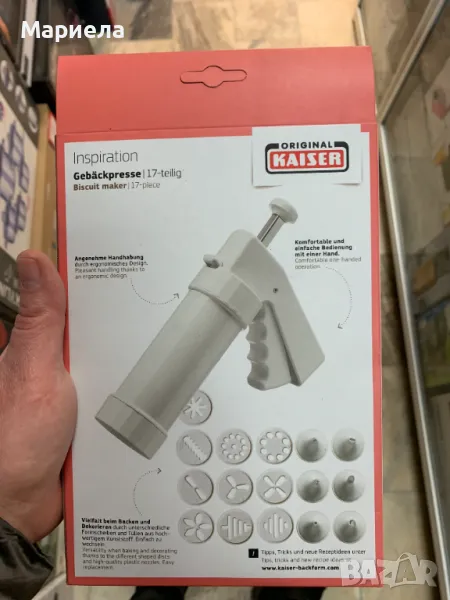 Мариела
ORIGINAL
KAISER
Inspiration
Gebäckpresse | 17-teilig
Biscuit maker | 17-piece
Angenehme Handhabung
durch ergonomisches Design.
Pleasant handling thanks to
an ergonomic design.
Komfortable und
einfache Bedienung
mit einer Hand.
Comfortable one-handed
operation.
Vielfalt beim Backen und
Dekorieren durch unterschiedliche
Formscheiben und Tüllen aus hoch-
wertigem Kunststoff. Einfach zu
wechseln.
Versatility when baking and decorating
thanks to the different shaped discs
and high-quality plastic nozzles. Easy
replacement.
Tipps, Tricks und neue Rezeptideen unter
Tips, tricks and new recipe ideas at
www.kaiser-backform.com
bazar.bg